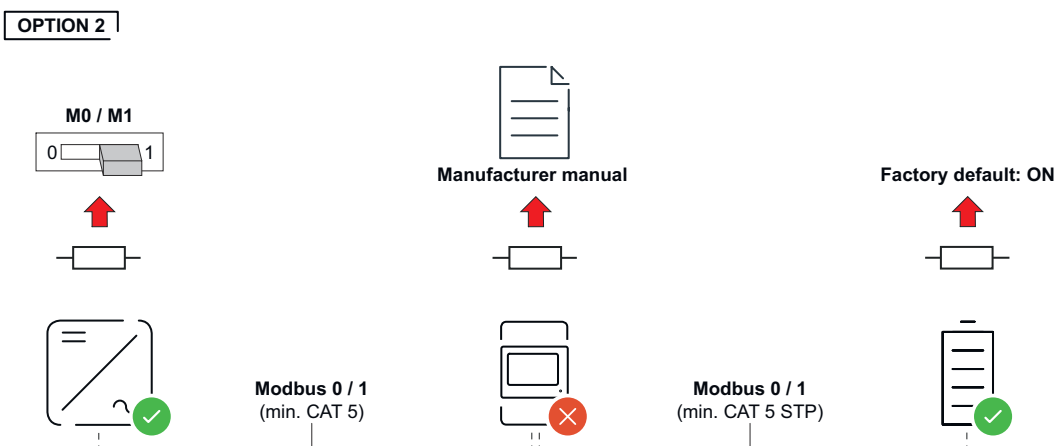 OPTION 2
M0 / M1
0 1
Manufacturer manual
Factory default: ON
Modbus 0 / 1
(min. CAT 5)
Modbus 0 / 1
(min. CAT 5 STP)